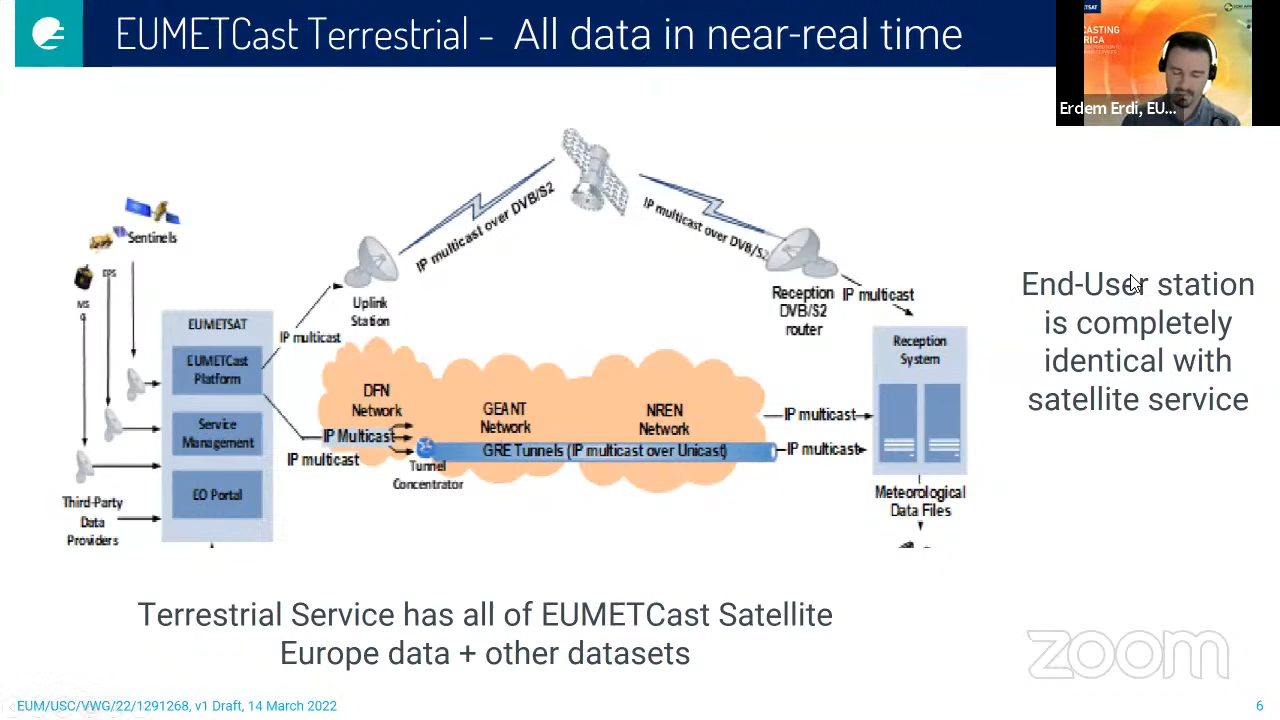 EUMETCast Terrestrial - All data in near-real time
CASTING
RICA
Erdem Erdi, EU...
IP multicast over DVB/S2
IP multicast over DVB/S2
Sentinels
EPS
MS
G
Uplink
Station
Reception
DVB/S2
router
IP multicast
EUMETSAT
EUMETCast
Platform
Service
Management
EO Portal
IP multicast
Reception
System
DFN
Network
GEANT
Network
NREN
Network
IP Multicast
IP multicast
GRE Tunnels (IP multicast over Unicast)
Tunnel
Concentrator
IP multicast
IP multicast
Third-Party
Data
Providers
Meteorological
Data Files
End-User station
is completely
identical with
satellite service
Terrestrial Service has all of EUMETCast Satellite
Europe data + other datasets
zoom
EUM/USC/VWG/22/1291268, v1 Draft, 14 March 2022
6